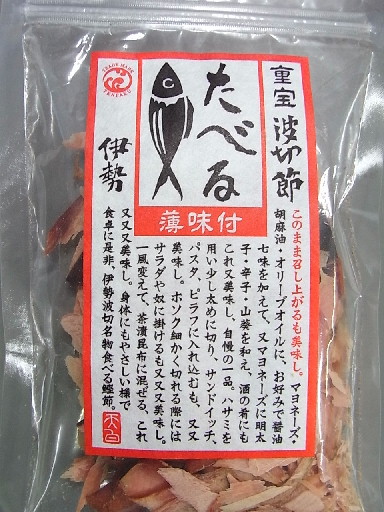 重宝 波切節
たべる
薄味付
TRADE MARK
TENPAKU
伊勢
このまま召し上がるも美味し。マヨネーズ・
胡麻油・オリーブオイルに、お好みで醤油
七味を加えて、又マヨネーズに明太
子・辛子・山葵を和え、酒の肴にも
これ又美味し、自慢の一品。ハサミを
用い少し太めに切り、サンドイッチ、
パスタ、ピラフに入れ込むも、又又
美味し。ホソク細かく切れる際には
サラダや奴に掛けるも又又又美味し。
一風変えて、茶漬昆布に混ぜる、これ
又又又美味し。身体にもやさしい様で
食卓に是非、伊勢波切名物食べる鰹節。
天白